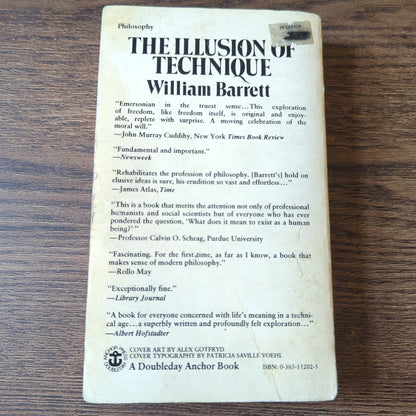 Philosophy
THE ILLUSION OF
TECHNIQUE
William Barrett
"Emersonian in the truest sense...This exploration
of freedom, like freedom itself, is original and enjoy-
able, replete with surprise. A moving celebration of the
moral will."
—John Murray Cuddihy, New York Times Book Review
"Fundamental and important."
—Newsweek
"Rehabilitates the profession of philosophy. [Barrett's] hold on
elusive ideas is sure, his erudition so vast and effortless..."
—James Atlas, Time
"This is a book that merits the attention not only of professional
humanists and social scientists but of everyone who has ever
pondered the question, 'What does it mean to exist as a human
being?'"
—Professor Calvin O. Schrag, Purdue University
"Fascinating. For the first time, as far as I know, a book that
makes sense of modern philosophy."
—Rollo May
"Exceptionally fine."
—Library Journal
"A book for everyone concerned with life's meaning in a techni-
cal age...a superbly written and profoundly felt exploration..."
—Albert Hofstadter
COVER ART BY ALEX GOTFRYD
COVER TYPOGRAPHY BY PATRICIA SAVILLE VOEHL
A Doubleday Anchor Book
ISBN: 0-385-11202-5